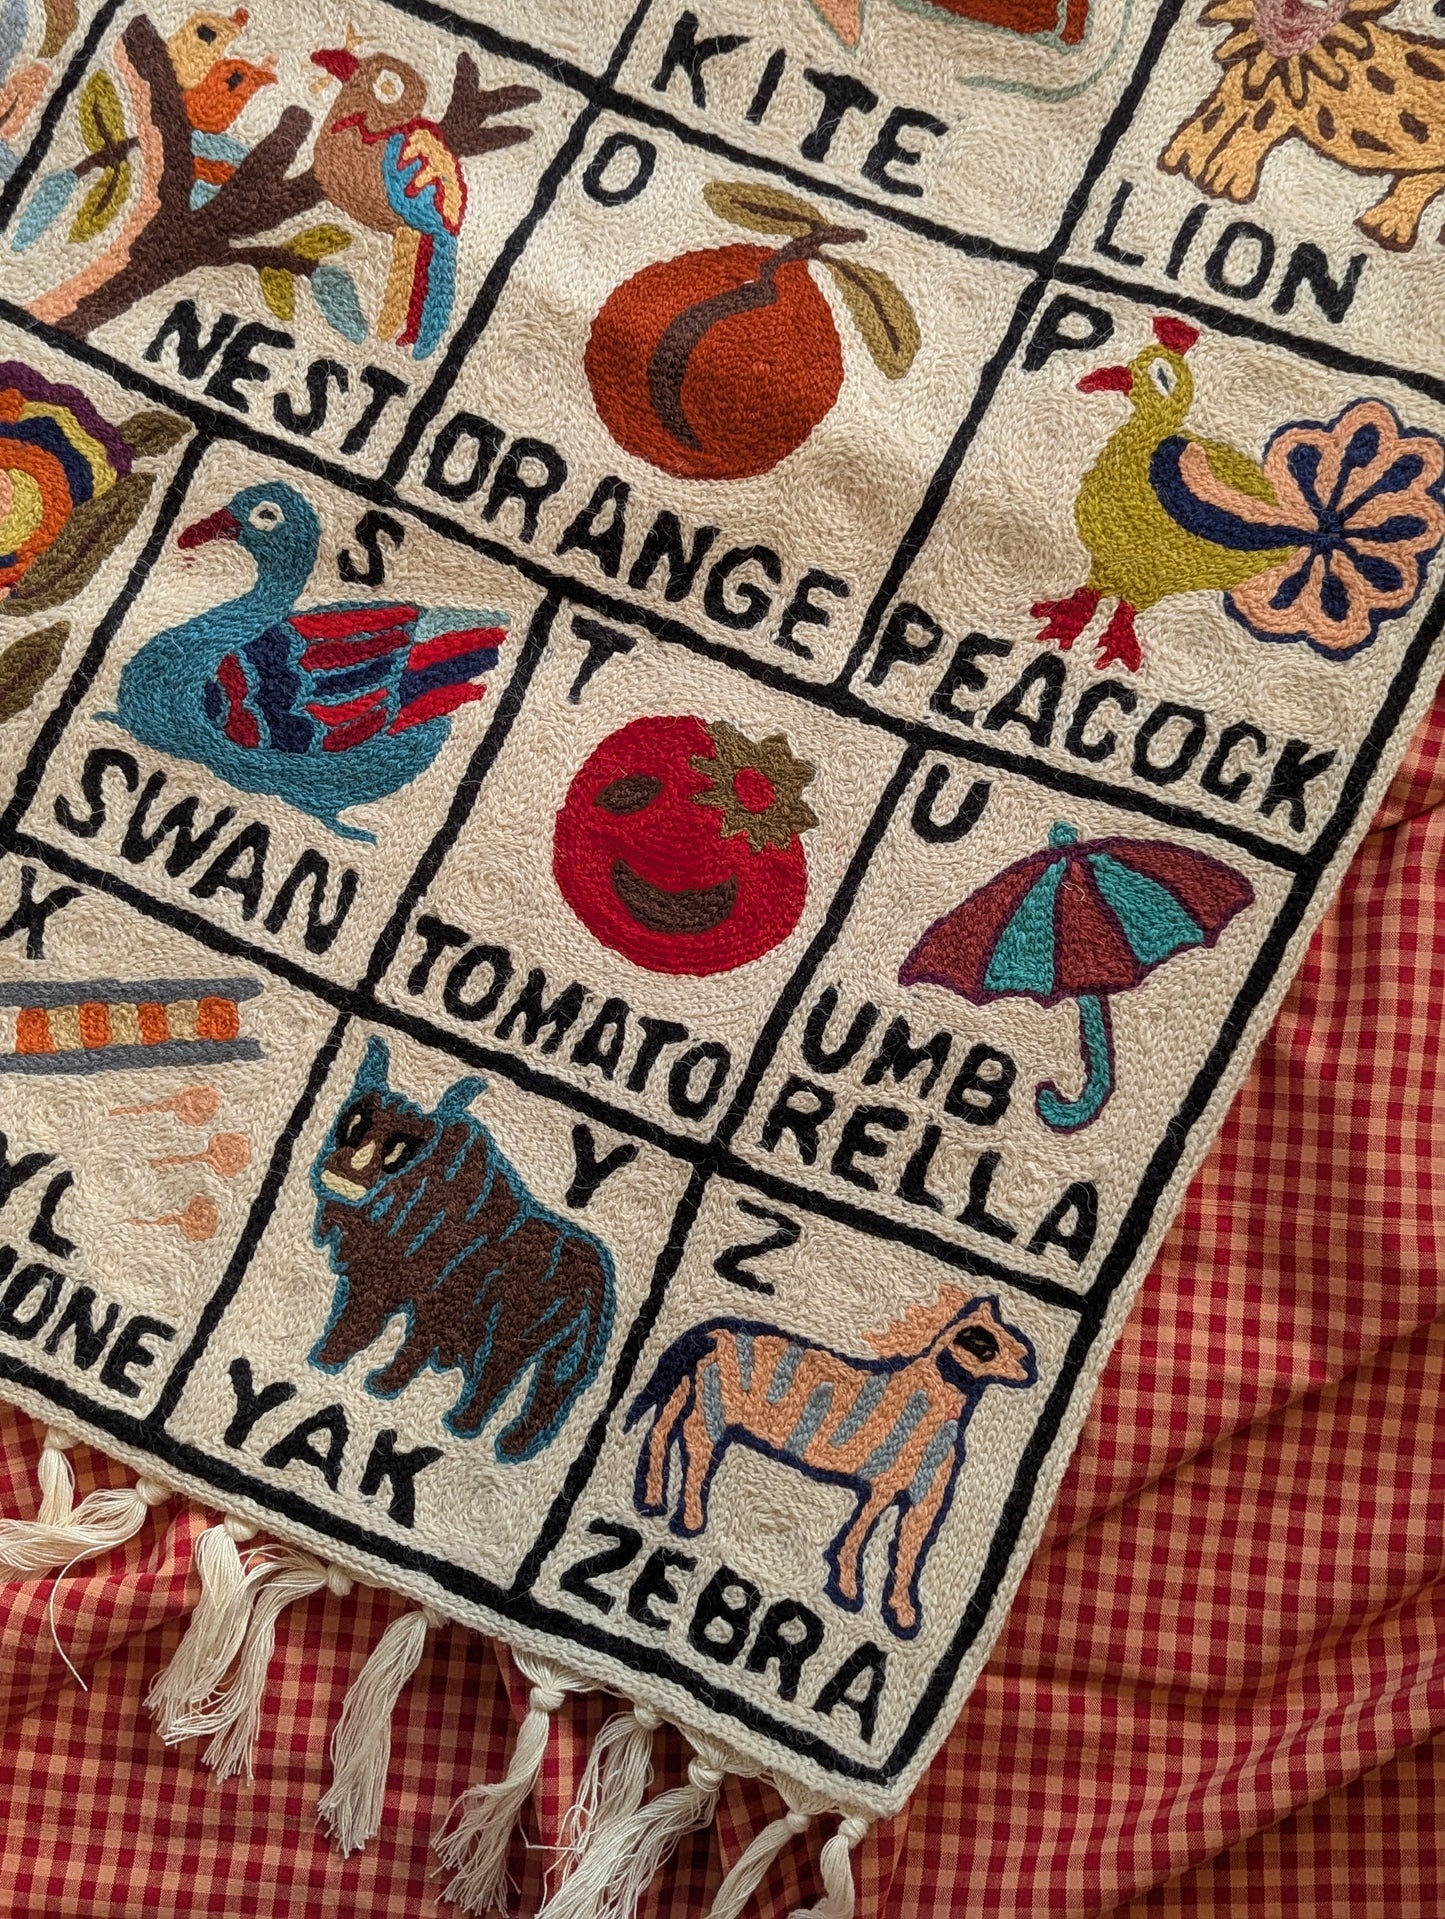 KITE
LION
NEST
O
ORANGE
P
PEACOCK
S
SWAN
T
TOMATO
U
UMB
RELLA
X
Y
YAK
Z
ZEBRA